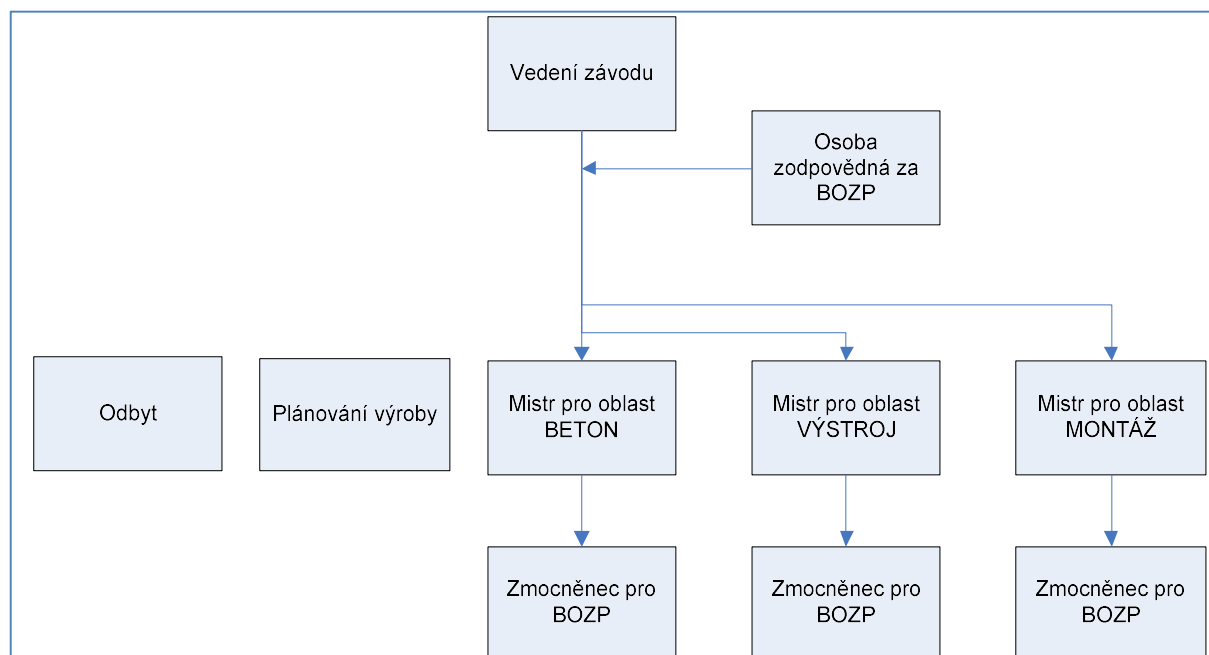 Vedení závodu
Osoba
zodpovědná za
BOZP
Odbyt
Plánování výroby
Mistr pro oblast
BETON
Mistr pro oblast
VÝSTROJ
Mistr pro oblast
MONTÁŽ
Zmocněnec pro
BOZP
Zmocněnec pro
BOZP
Zmocněnec pro
BOZP